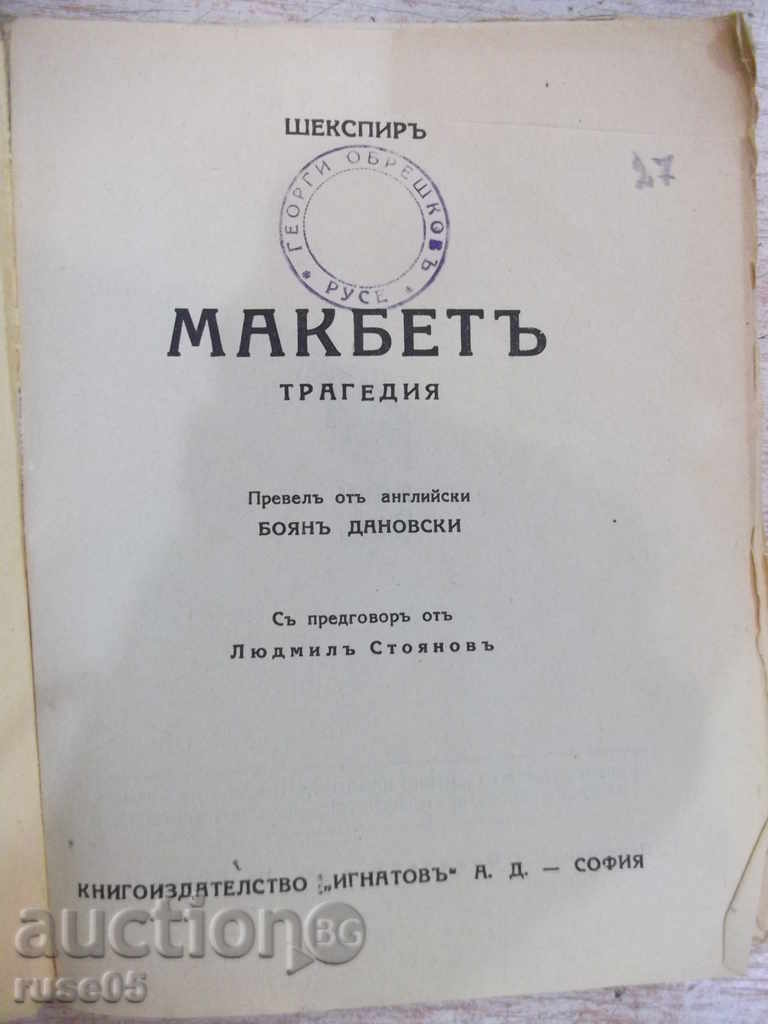 ШЕКСПИРЪ
ГЕОРГИ ОБРЕШКОВЪ
* РУСЕ *
27
МАКБЕТЪ
ТРАГЕДИЯ
Превелъ отъ английски
БОЯНЪ ДАНОВСКИ
Съ предговоръ отъ
Людмилъ Стояновъ
КНИГОИЗДАТЕЛСТВО „ИГНАТОВЪ“ А. Д. — СОФИЯ
auction BG
ruse05